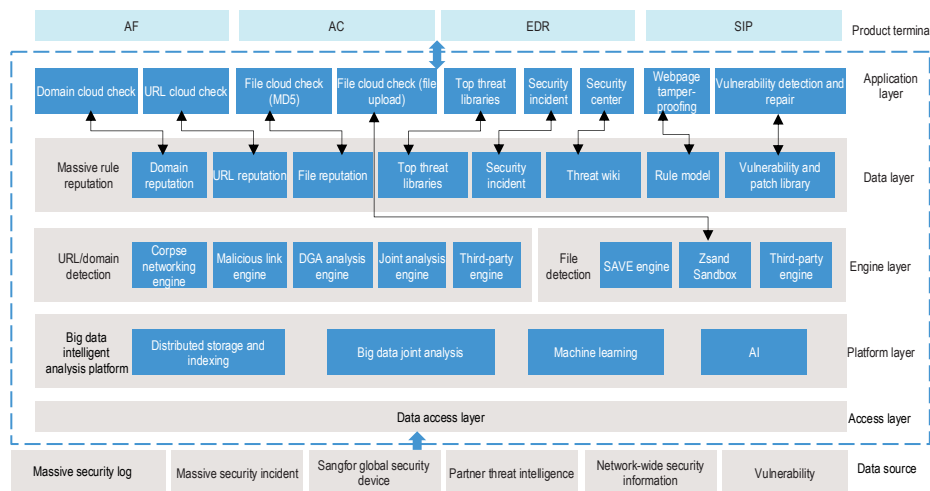 AF
AC
EDR
SIP
Product termina
Domain cloud check
URL cloud check
File cloud check
(MD5)
File cloud check (file
upload)
Top threat
libraries
Security
incident
Security
center
Webpage
tamper-
proofing
Vulnerability detection and
repair
Application
layer
Massive rule
reputation
Domain
reputation
URL reputation
File reputation
Top threat
libraries
Security
incident
Threat wiki
Rule model
Vulnerability and
patch library
Data layer
URL/domain
detection
Corpse
networking
engine
Malicious link
engine
DGA analysis
engine
Joint analysis
engine
Third-party
engine
File
detection
SAVE engine
Zsand
Sandbox
Third-party
engine
Engine layer
Big data
intelligent
analysis platform
Distributed storage and
indexing
Big data joint analysis
Machine learning
AI
Platform layer
Data access layer
Access layer
Massive security log
Massive security incident
Sangfor global security
device
Partner threat intelligence
Network-wide security
information
Vulnerability
Data source